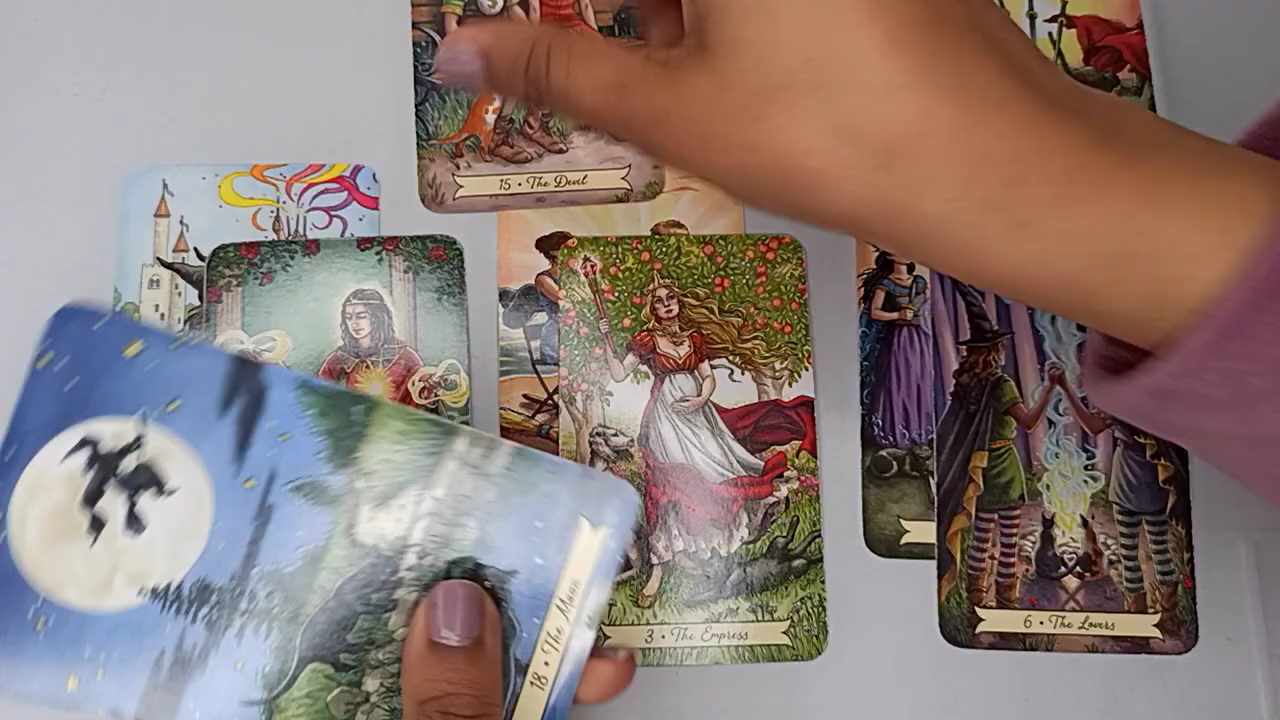 15 • The Devil
18 • The Moon
3 • The Empress
6 • The Lovers